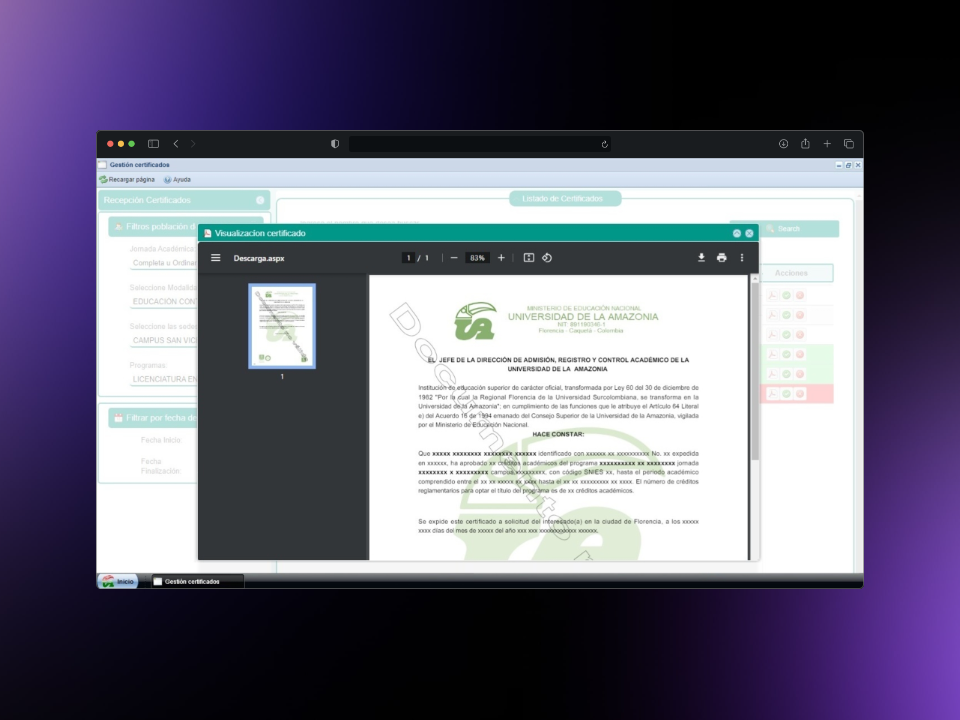 Gestión certificados
Recargar página Ayuda
Recepción Certificados
Listado de Certificados
Filtros población d
Search
Jornada Académica
Completa u Ordinar
Seleccione Modalida
EDUCACIÓN CON
Seleccione las sedes
CAMPUS SAN VICE
Programas:
LICENCIATURA EN
Filtrar por fecha de
Fecha Inicio
Fecha
Finalización:
Acciones
Visualizacion certificado
Descarga.aspx
1 / 1
83%
1
MINISTERIO DE EDUCACIÓN NACIONAL
UNIVERSIDAD DE LA AMAZONIA
NIT. 891190346-1
Florencia - Caquetá - Colombia
EL JEFE DE LA DIRECCIÓN DE ADMISIÓN, REGISTRO Y CONTROL ACADÉMICO DE LA
UNIVERSIDAD DE LA AMAZONIA
Institución de educación superior de carácter oficial, transformada por Ley 60 del 30 de diciembre de
1982 "Por la cual la Regional Florencia de la Universidad Surcolombiana, se transforma en la
Universidad de la Amazonia"; en cumplimiento de las funciones que le atribuye el Artículo 64 Literal
e) del Acuerdo 16 de 1994 emanado del Consejo Superior de la Universidad de la Amazonia, vigilada
por el Ministerio de Educación Nacional.
HACE CONSTAR:
Que xxxxx xxxxxxxx xxxxxxxx xxxxxx identificado con xxxxxx xx xxxxxxxxxx No. xx expedida
en xxxxxx, ha aprobado xx créditos académicos del programa xxxxxxxxxx xx xxxxxxxx jornada
xxxxxxxx x xxxxxxxxx campus xxxxxxxxx, con código SNIES xx, hasta el periodo académico
comprendido entre el xx xx xxxxx xx xxxx hasta el xx xx xxxxxxxxx xx xxxx. El número de créditos
reglamentarios para optar el título del programa es de xx créditos académicos.
Se expide este certificado a solicitud del interesado(a) en la ciudad de Florencia, a los xxxxx
xxxx días del mes de xxxxx del año xxx xxx xxxxxxxxxxx xxxxxx.
Inicio
Gestión certificados